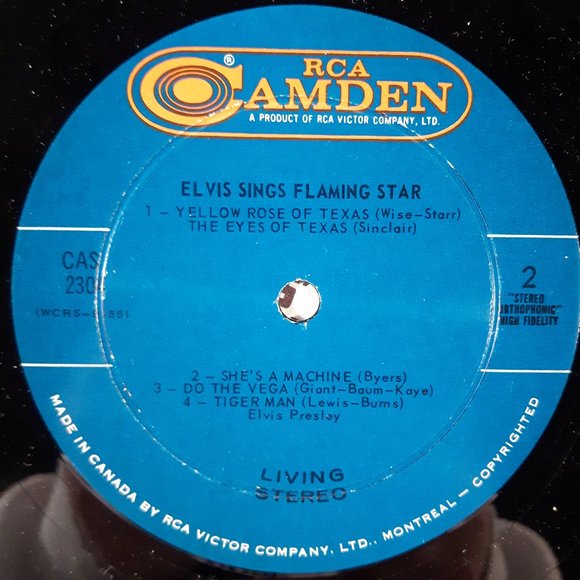 RCA
CAMDEN ®
A PRODUCT OF RCA VICTOR COMPANY, LTD.
ELVIS SINGS FLAMING STAR
1 – YELLOW ROSE OF TEXAS (Wise–Starr)
THE EYES OF TEXAS (Sinclair)
CAS
2
"STEREO
ORTHOPHONIC"
HIGH FIDELITY
2 – SHE'S A MACHINE (Byers)
3 – DO THE VEGA (Giant–Baum–Kaye)
4 – TIGER MAN (Lewis–Burns)
Elvis Presley
LIVING
STEREO
MADE IN CANADA BY RCA VICTOR COMPANY, LTD., MONTREAL – COPYRIGHTED